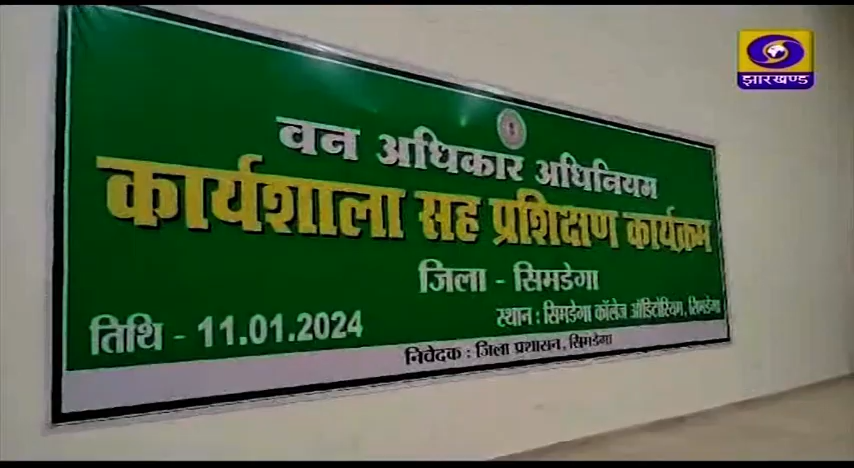 झारखण्ड
वन अधिकार अधिनियम
कार्यशाला सह प्रशिक्षण कार्यक्रम
जिला - सिमडेगा
तिथि - 11.01.2024
स्थान : सिमडेगा कॉलेज ऑडिटोरियम, सिमडेगा
निवेदक : जिला प्रशासन, सिमडेगा